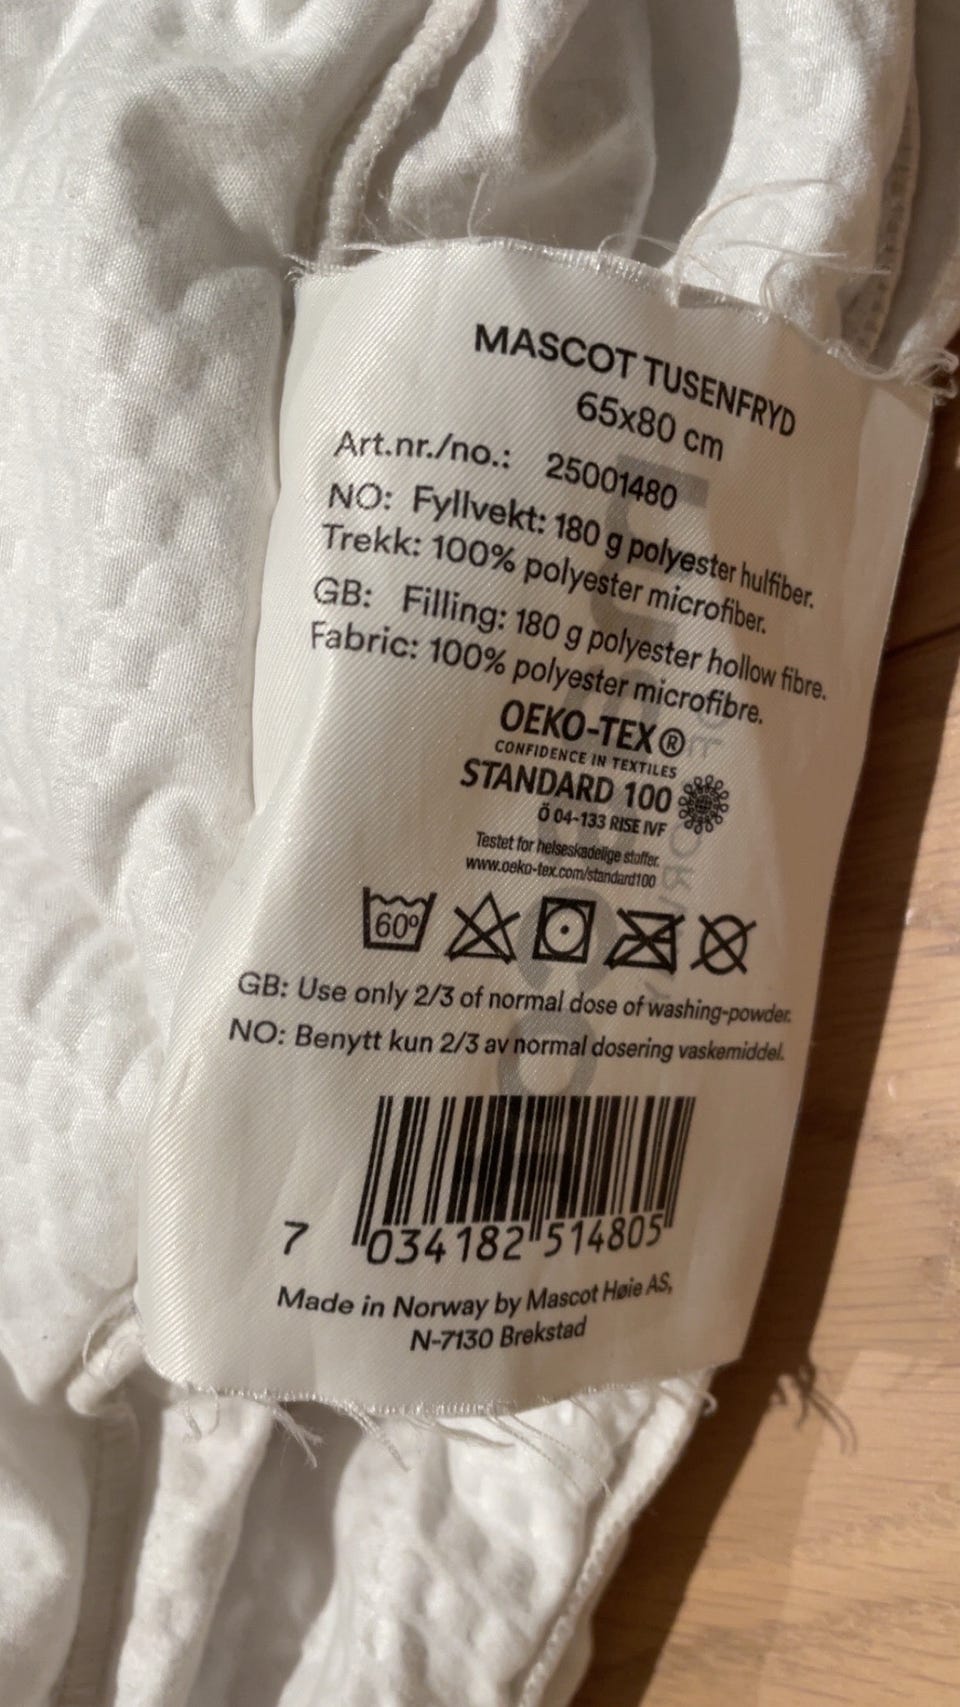 MASCOT TUSENFRYD
65x80 cm
Art.nr./no.: 25001480
NO: Fyllvekt: 180 g polyester hulfiber.
Trekk: 100% polyester microfiber.
GB: Filling: 180 g polyester hollow fibre.
Fabric: 100% polyester microfibre.
OEKO-TEX®
CONFIDENCE IN TEXTILES
STANDARD 100
Ö 04-133 RISE IVF
Testet for helseskadelige stoffer.
www.oeko-tex.com/standard100
60º
GB: Use only 2/3 of normal dose of washing-powder.
NO: Benytt kun 2/3 av normal dosering vaskemiddel.
7 034182 514805
Made in Norway by Mascot Høie AS,
N-7130 Brekstad